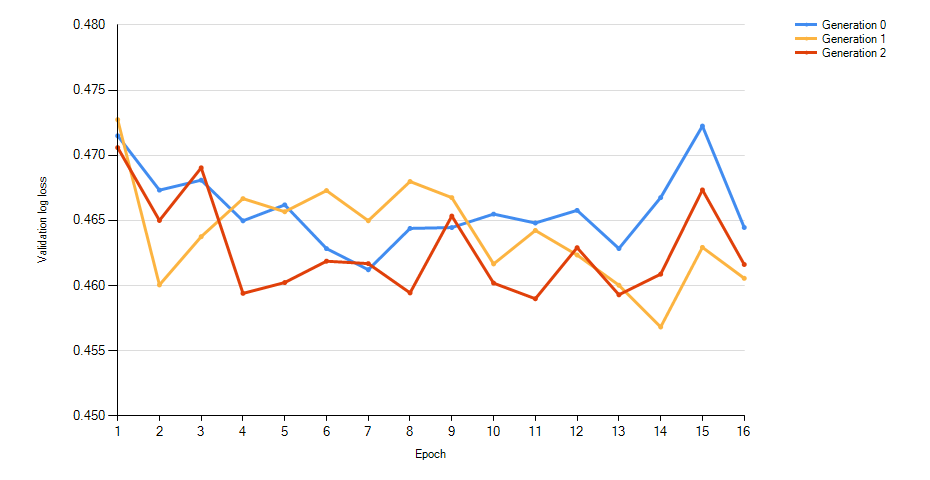 0.480
0.475
0.470
0.465
0.460
0.455
0.450
Validation log loss
1 2 3 4 5 6 7 8 9 10 11 12 13 14 15 16
Epoch
Generation 0
Generation 1
Generation 2